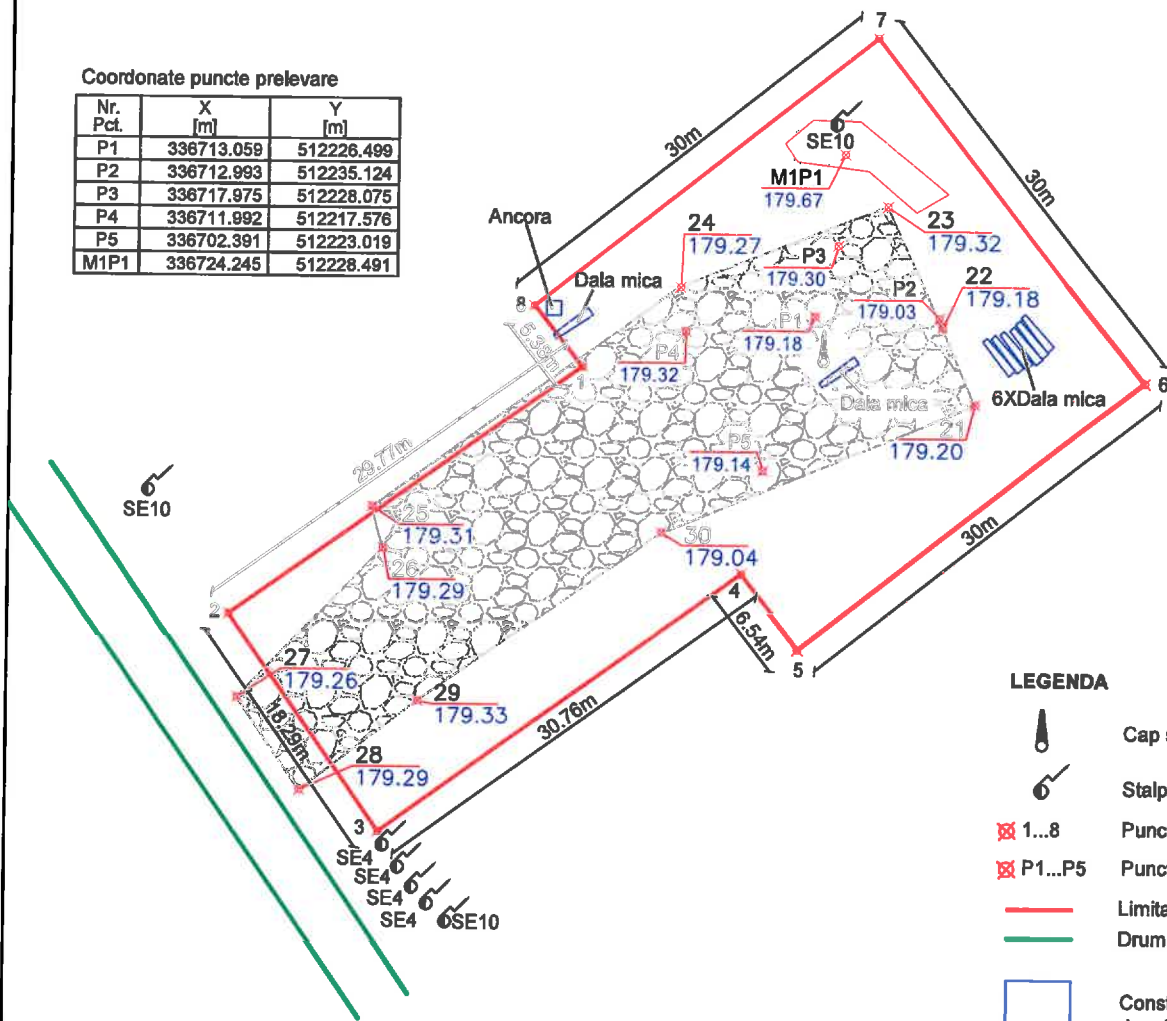 Coordonate puncte prelevare
Nr. Pct. X [m] Y [m]
P1 336713.059 512226.499
P2 336712.993 512235.124
P3 336717.975 512228.075
P4 336711.992 512217.576
P5 336702.391 512223.019
M1P1 336724.245 512228.491
7
30m
SE10
M1P1
179.67
30m
Ancora
24
179.27
23
179.32
P3
179.30
8
Dala mica
P2
179.03
22
179.18
5.38m
P1
179.18
P4
179.32
1
6
6XDala mica
Dala mica
21
179.20
29.77m
P5
179.14
SE10
25
179.31
30
179.04
30m
26
179.29
4
2
6.54m
5
27
179.26
29
179.33
18.29m
30.76m
28
179.29
3
SE4
SE4
SE4
SE4
SE10
LEGENDA
Cap
Stalp
1...8 Punc
P1...P5 Punc
Limita
Drum
Cons